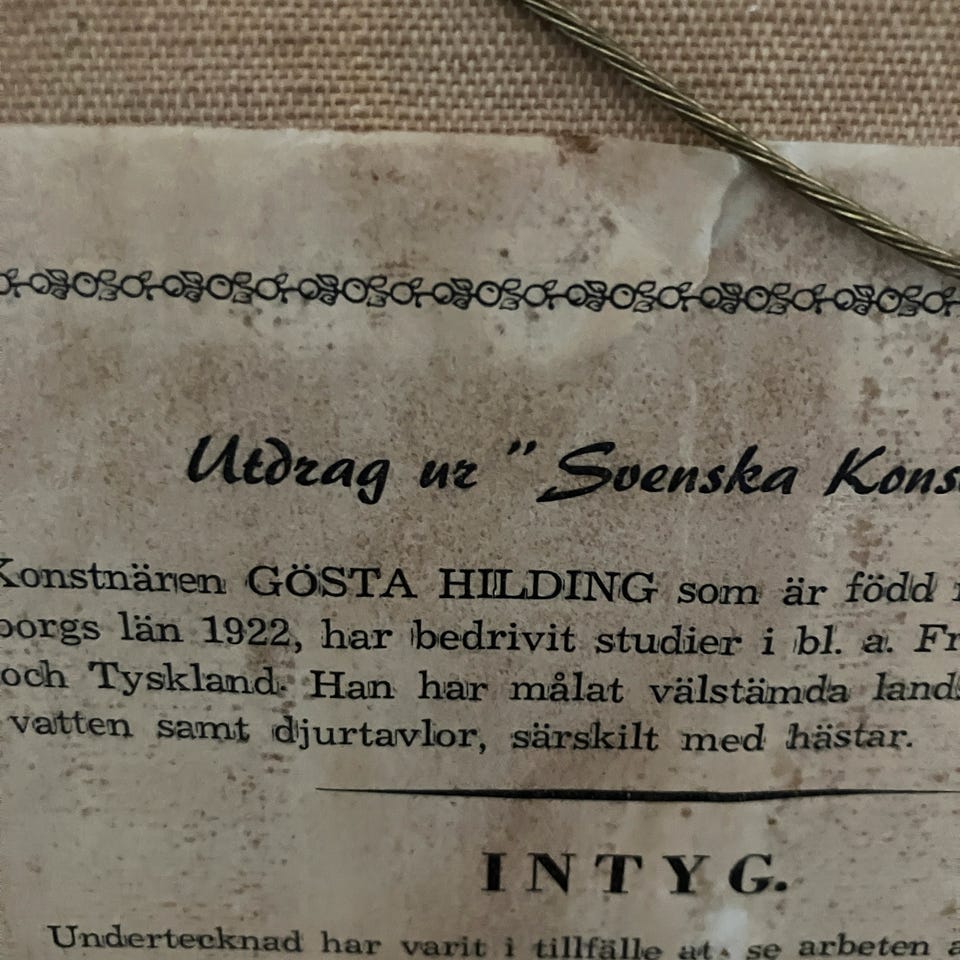 Utdrag ur "Svenska Kons
Konstnären GÖSTA HILDING som är född
borgs län 1922, har bedrivit studier i bl. a. Fr
och Tyskland. Han har målat välstämda lands
vatten samt djurtavlor, särskilt med hästar.
INTYG.
Undertecknad har varit i tillfälle at se arbeten a